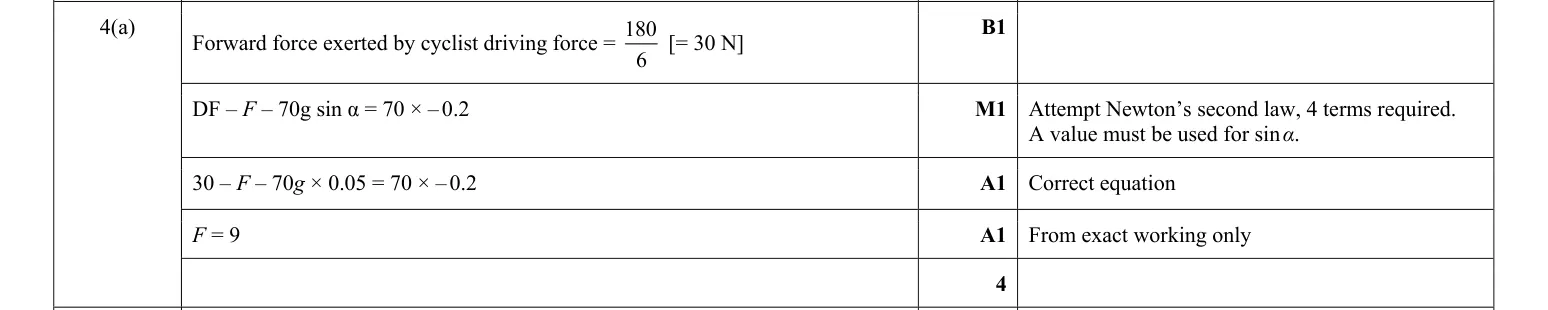 4(a)
Forward force exerted by cyclist driving force = 180/6 [= 30 N] B1
DF – F – 70g sin α = 70 × –0.2 M1 Attempt Newton's second law, 4 terms required.
A value must be used for sin α.
30 – F – 70g × 0.05 = 70 × –0.2 A1 Correct equation
F = 9 A1 From exact working only
4